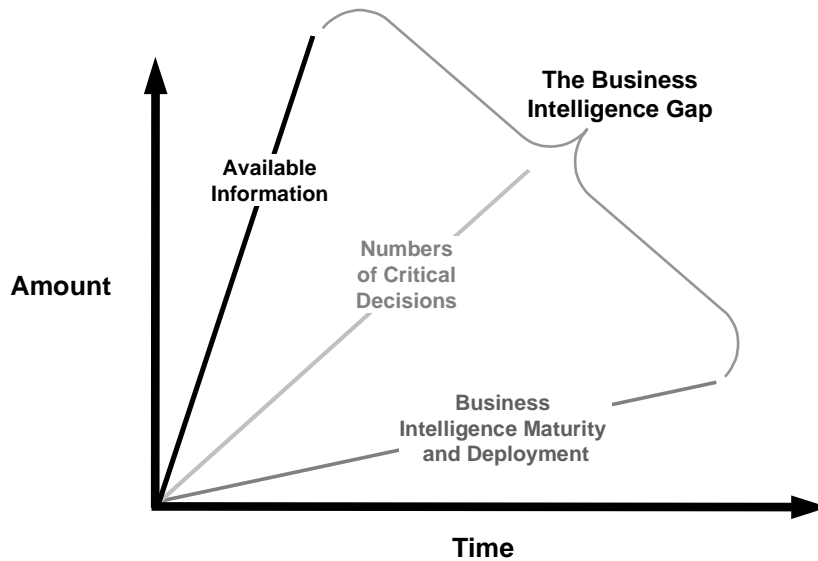 The Business
Intelligence Gap
Available
Information
Numbers
of Critical
Decisions
Amount
Business
Intelligence Maturity
and Deployment
Time